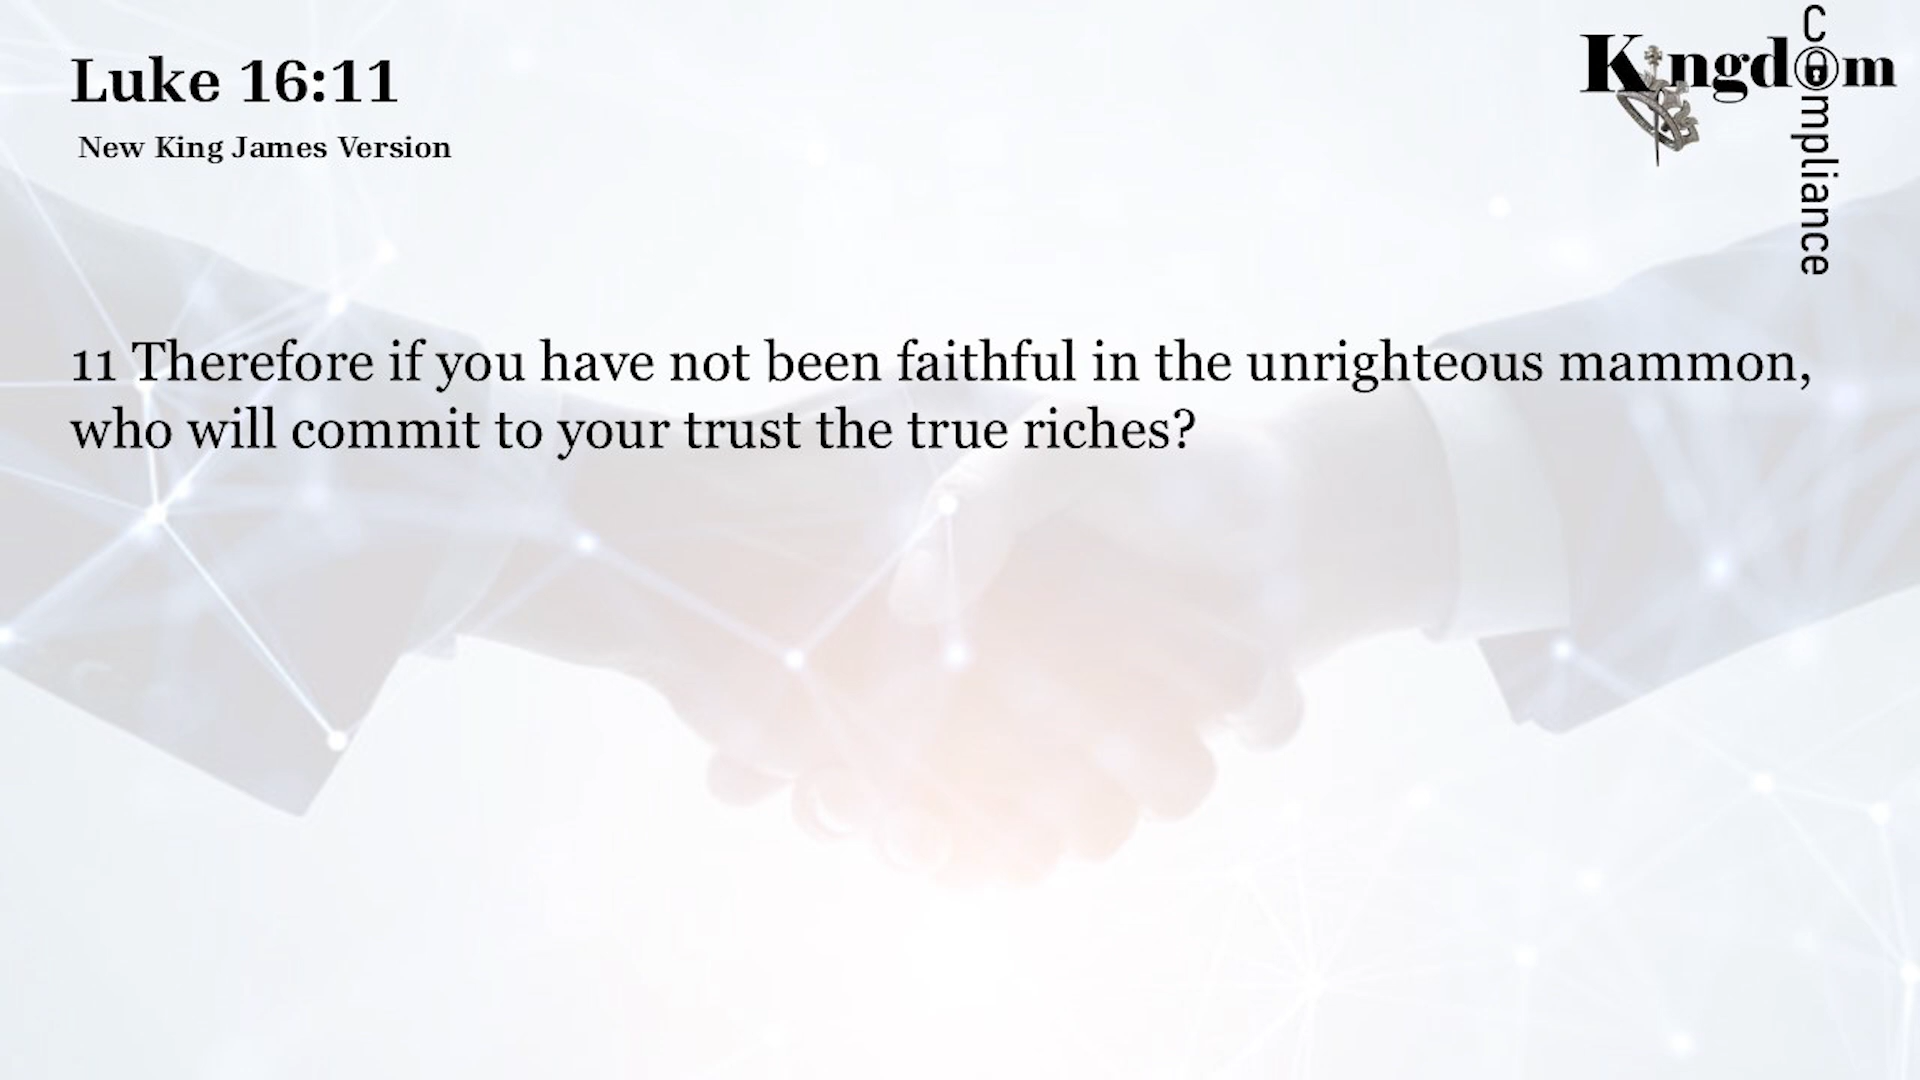 Luke 16:11
New King James Version
Kingdom
Compliance
11 Therefore if you have not been faithful in the unrighteous mammon,
who will commit to your trust the true riches?